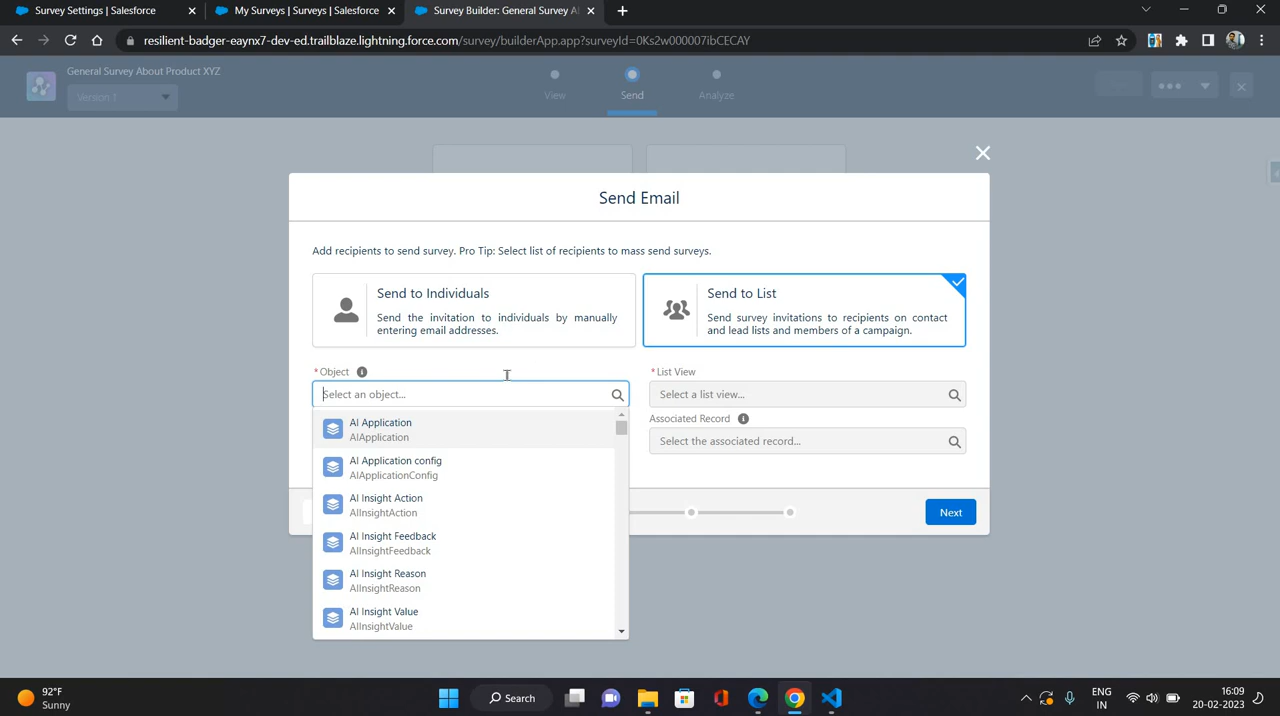 Survey Settings | Salesforce
My Surveys | Surveys | Salesforce
Survey Builder: General Survey A
resilient-badger-eaynx7-dev-ed.trailblaze.lightning.force.com/survey/builderApp.app?surveyId=0Ks2w000007ibCECAY
General Survey About Product XYZ
Version 1
View
Send
Analyze
Send Email
Add recipients to send survey. Pro Tip: Select list of recipients to mass send surveys.
Send to Individuals
Send the invitation to individuals by manually
entering email addresses.
Send to List
Send survey invitations to recipients on contact
and lead lists and members of a campaign.
* Object
Select an object...
* List View
Select a list view...
Associated Record
Select the associated record...
AI Application
AIApplication
AI Application config
AIApplicationConfig
AI Insight Action
AIInsightAction
AI Insight Feedback
AIInsightFeedback
AI Insight Reason
AIInsightReason
AI Insight Value
AIInsightValue
Next
92°F
Sunny
Search
ENG
IN
16:09
20-02-2023